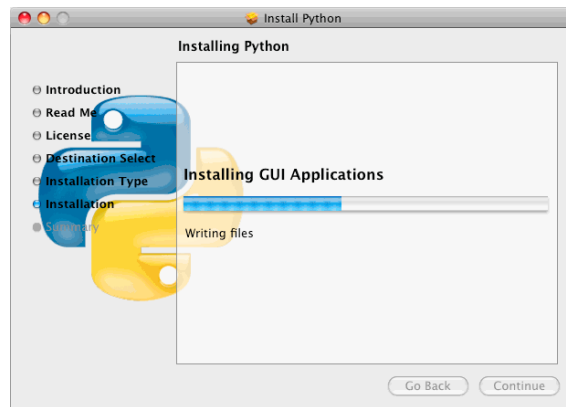 Install Python
Installing Python
Introduction
Read Me
License
Destination Select
Installation Type
Installation
Summary
Installing GUI Applications
Writing files
Go Back
Continue